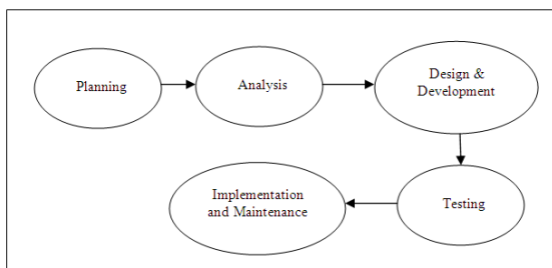 Planning
Analysis
Design &
Development
Testing
Implementation
and Maintenance